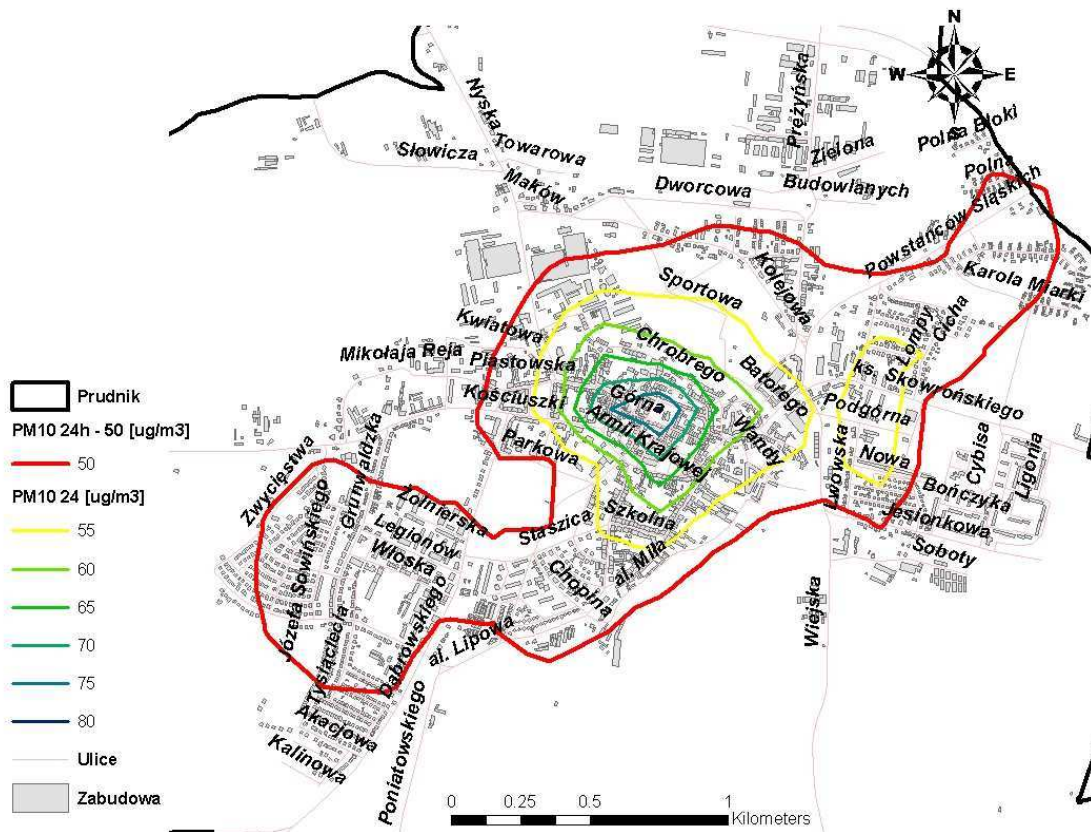 N
W
E
S
Nyska
Towarowa
Słowicza
Maków
Prężyńska
Zielona
Budowlanych
Dworcowa
Polna Bloki
Polna
Powstańców Śląskich
Karola Miarki
Sportowa
Kolejowa
Kwiatowa
Mikołaja Reja
Piastowska
Kościuszki
Parkowa
Chrobrego
Górna
Armii Krajowej
Batorego
Wandy
Lompy
Cicha
ks. Skowrońskiego
Podgórna
Nowa
Lwowska
Cybisa
Ligonia
Bończyka
Jesionkowa
Soboty
Zwycięstwa
Grunwaldzka
Józefa Sowińskiego
Żołnierska
Legionów
Włoska
Staszica
Szkolna
Chopina
al. Miła
Wiejska
Tysiąclecia
Dąbrowskiego
al. Lipowa
Akacjowa
Kalinowa
Poniatowskiego
Prudnik
PM10 24h - 50 [ug/m3]
50
PM10 24 [ug/m3]
55
60
65
70
75
80
Ulice
Zabudowa
0 0.25 0.5 1
Kilometers